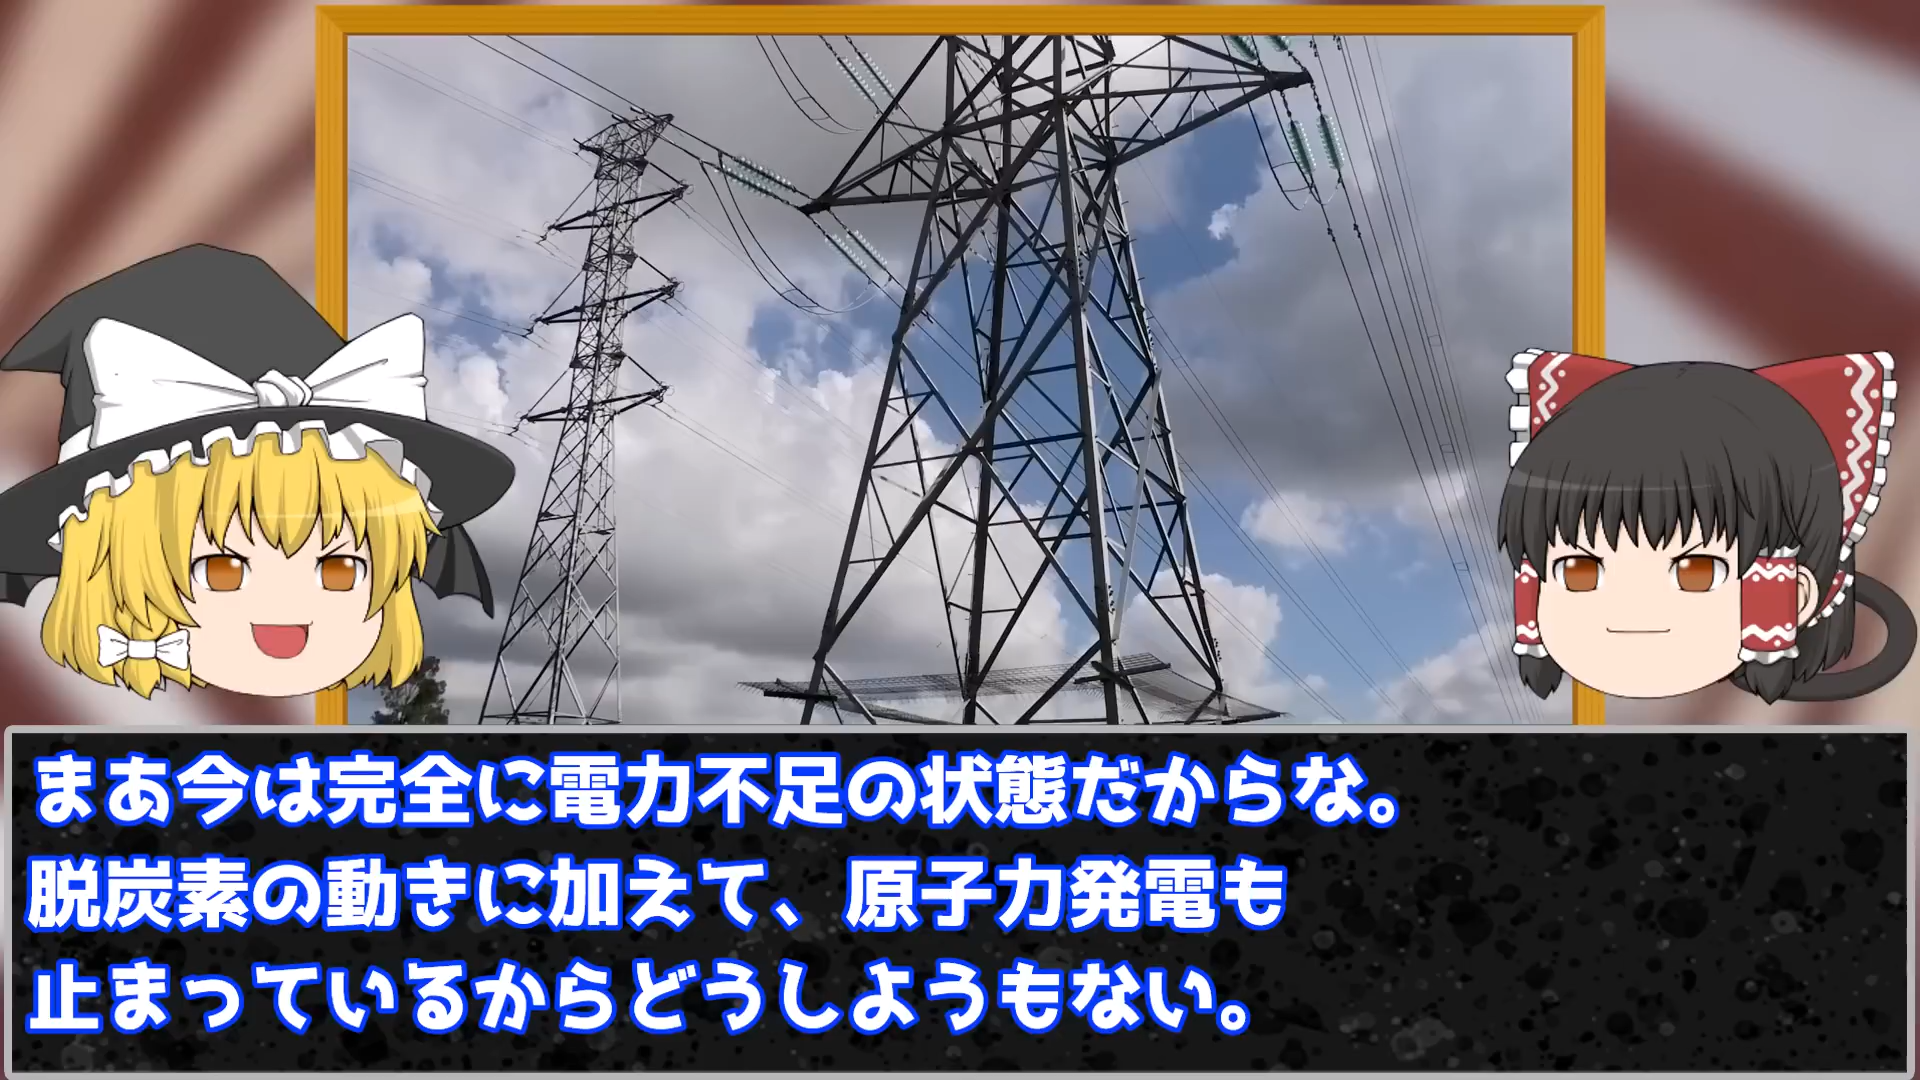 まあ今は完全に電力不足の状態だからな。
脱炭素の動きに加えて、原子力発電も
止まっているからどうしようもない。